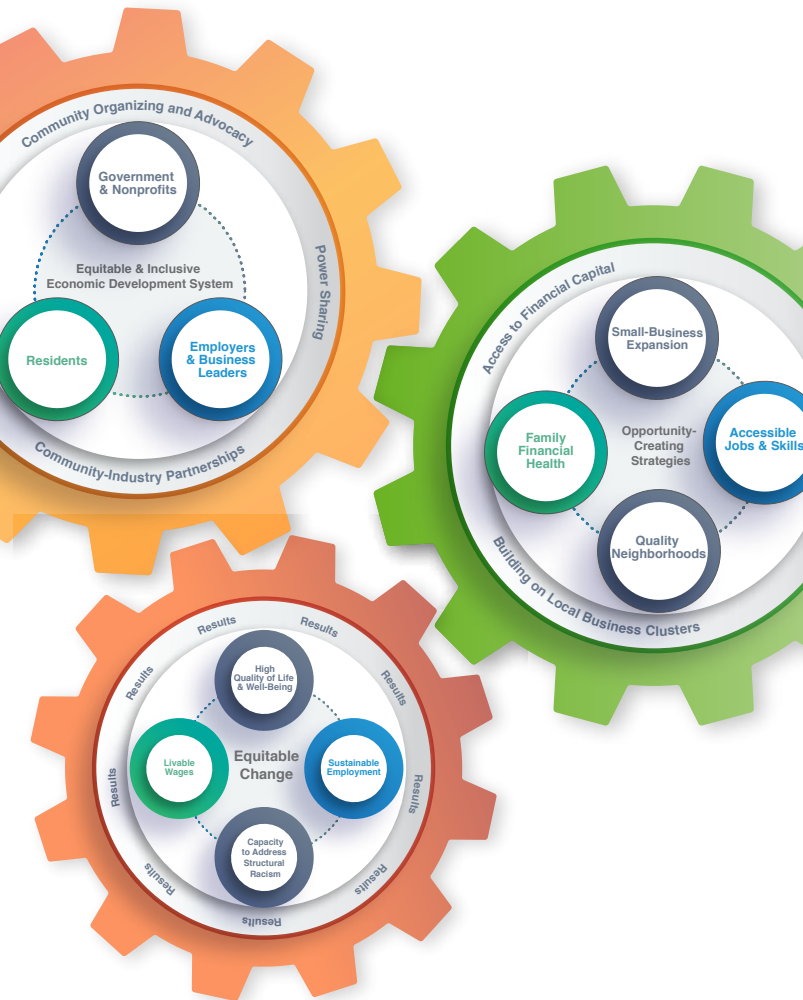 Community Organizing and Advocacy
Government
& Nonprofits
Power Sharing
Equitable & Inclusive
Economic Development System
Residents
Employers
& Business
Leaders
Community-Industry Partnerships
Access to Financial Capital
Small-Business
Expansion
Family
Financial
Health
Opportunity-
Creating
Strategies
Accessible
Jobs & Skills
Quality
Neighborhoods
Building on Local Business Clusters
Results
Results
Results
Results
Results
Results
Results
Results
Results
High
Quality of Life
& Well-Being
Livable
Wages
Equitable
Change
Sustainable
Employment
Capacity
to Address
Structural
Racism